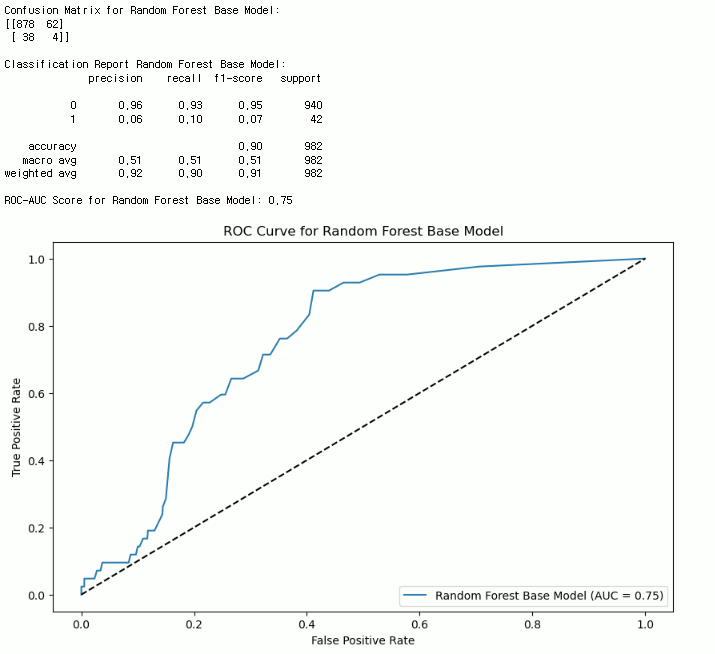 Confusion Matrix for Random Forest Base Model:
[[878  62]
 [ 38   4]]
Classification Report Random Forest Base Model:
              precision    recall  f1-score   support
           0       0.96      0.93      0.95       940
           1       0.06      0.10      0.07        42
    accuracy                           0.90       982
   macro avg       0.51      0.51      0.51       982
weighted avg       0.92      0.90      0.91       982
ROC-AUC Score for Random Forest Base Model: 0.75
ROC Curve for Random Forest Base Model
1.0
0.8
0.6
0.4
0.2
0.0
True Positive Rate
Random Forest Base Model (AUC = 0.75)
0.0 0.2 0.4 0.6 0.8 1.0
False Positive Rate